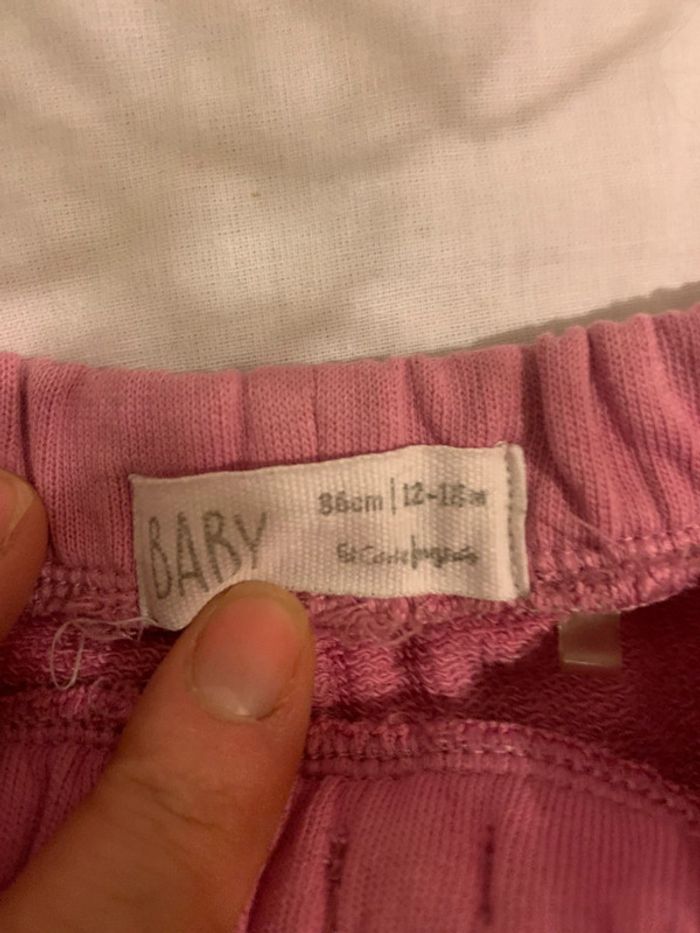 BABY
86cm | 12-18m
El Corte Inglés